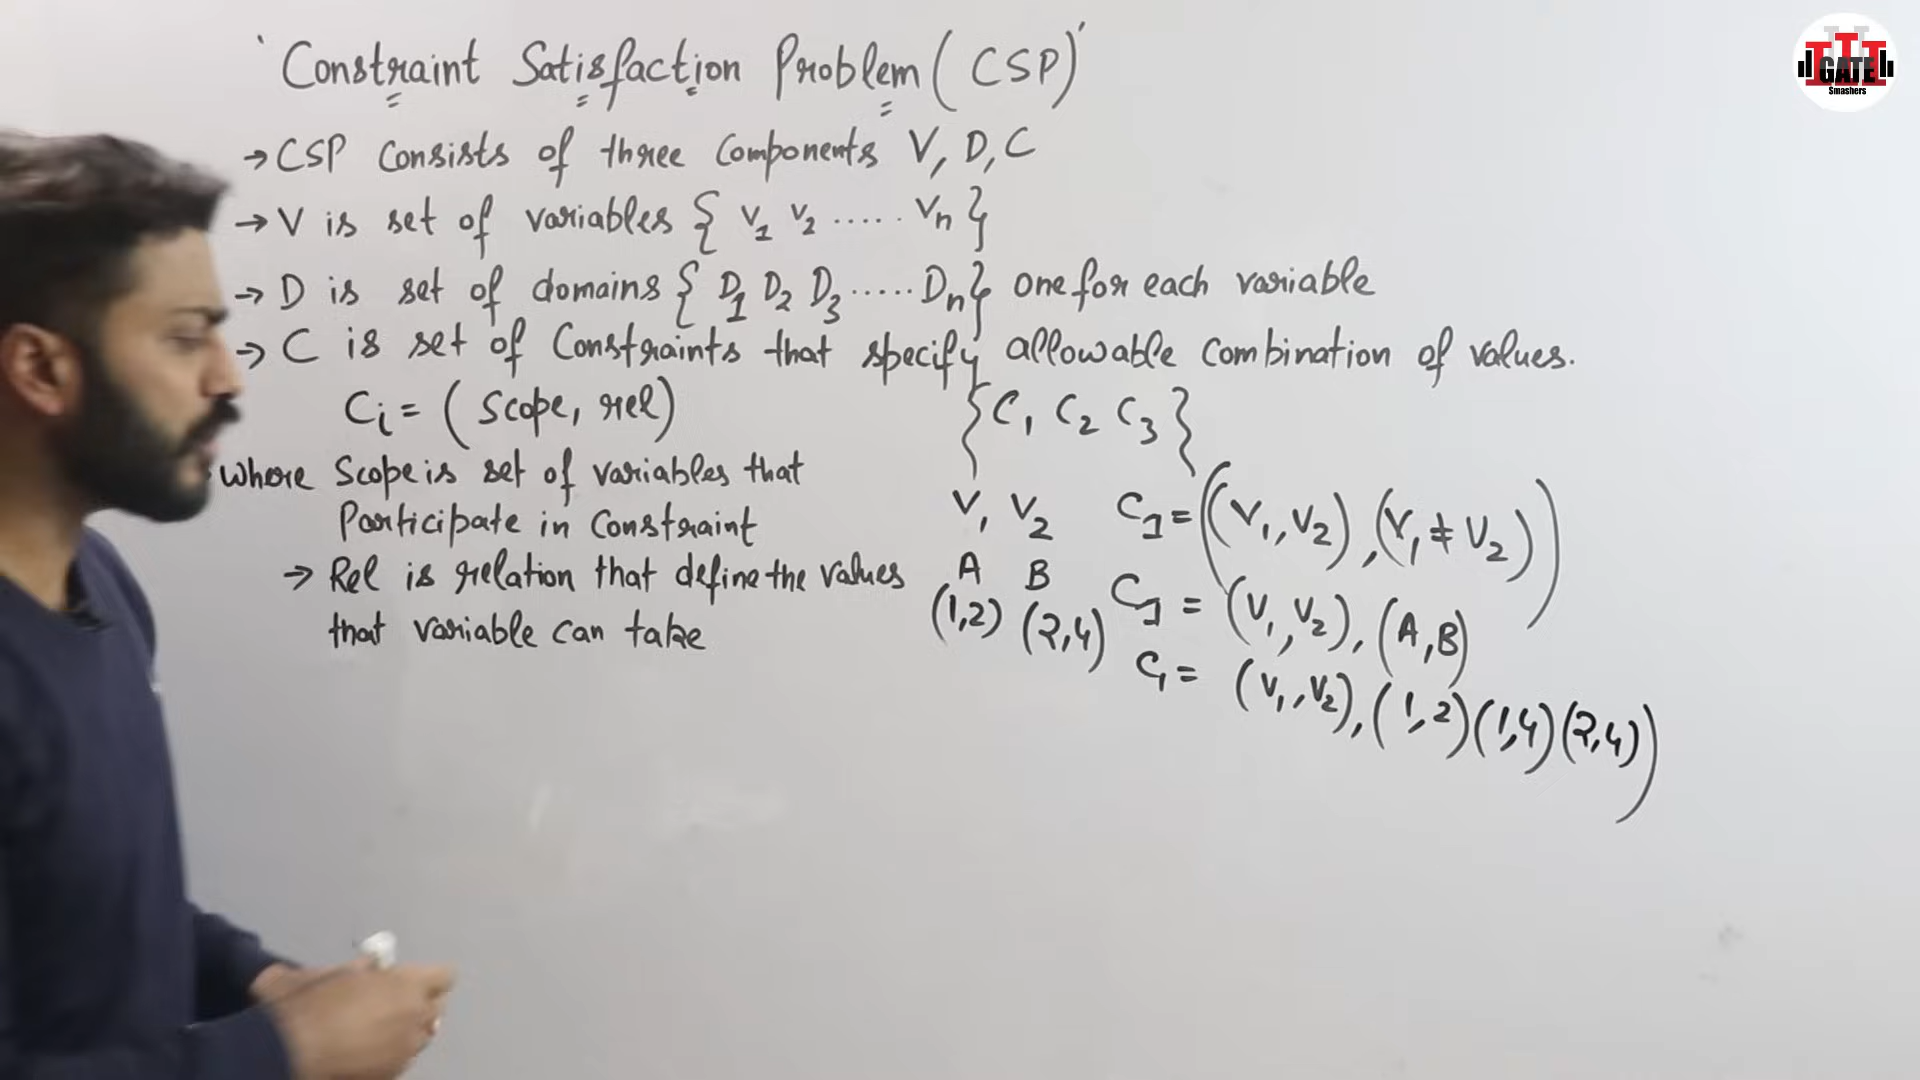 'Constraint Satisfaction Problem (CSP)'
→ CSP consists of three components V, D, C
→ V is set of variables { V1 V2 ..... Vn }
→ D is set of domains { D1 D2 D3 ..... Dn } one for each variable
→ C is set of Constraints that specify allowable combination of values.
Ci = (Scope, rel)
{ C1 C2 C3 }
where Scope is set of variables that
Participate in Constraint
→ Rel is relation that define the values
that variable can take
V1 V2
A B
(1,2) (2,4)
C1 = ((V1, V2), (V1 ≠ V2))
C1 = (V1, V2), (A, B)
C1 = (V1, V2), (1,2) (1,4) (2,4))
GATE
Smashers